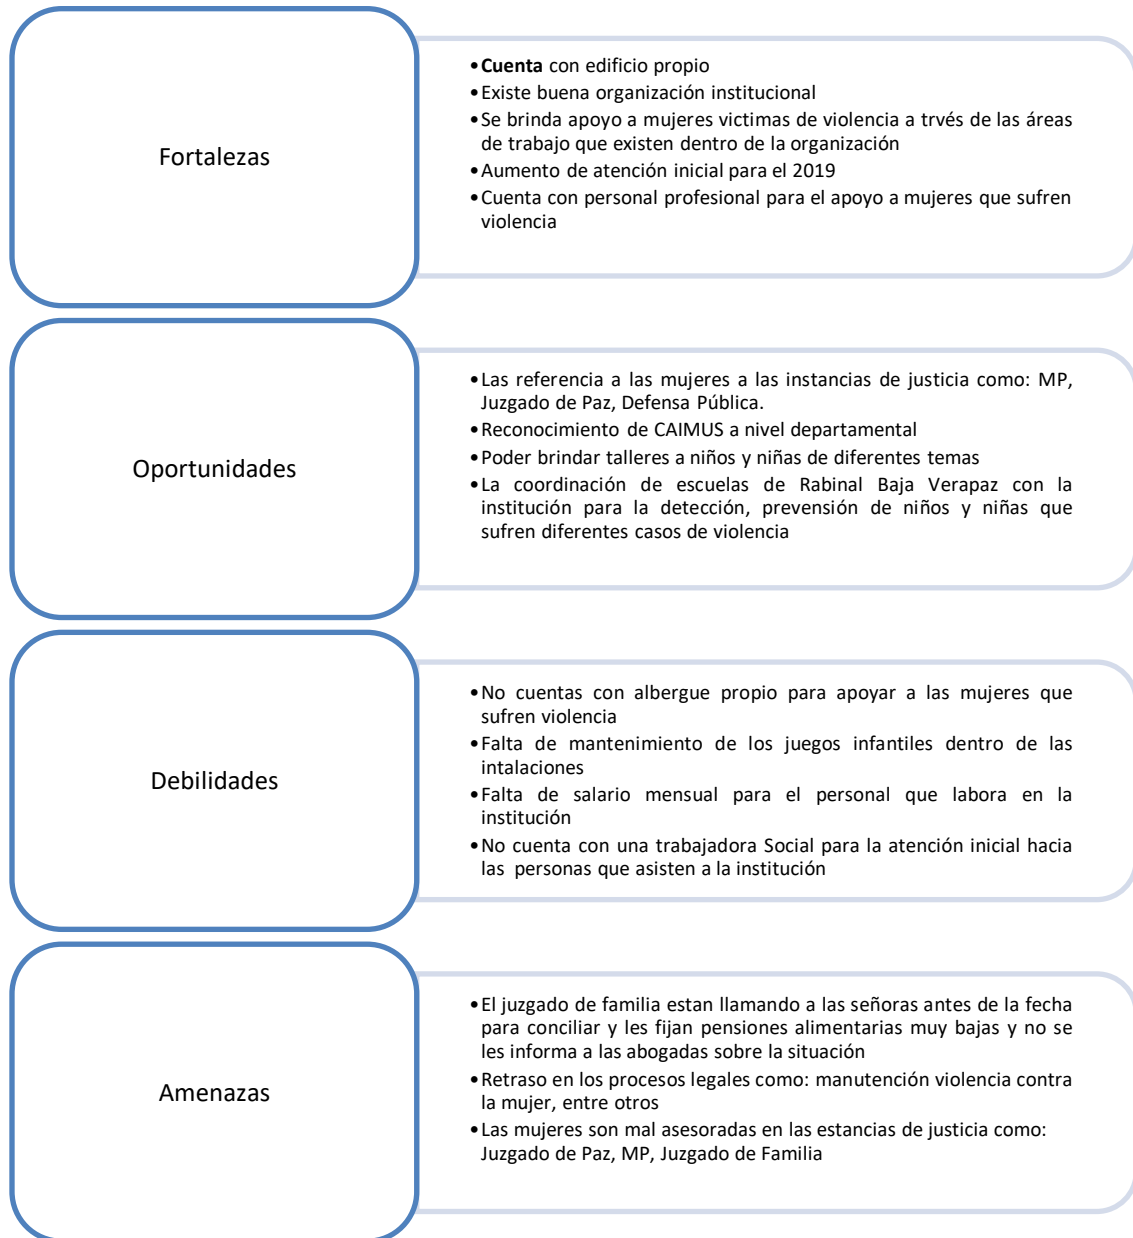 Fortalezas
•Cuenta con edificio propio
•Existe buena organización institucional
•Se brinda apoyo a mujeres victimas de violencia a trvés de las áreas
de trabajo que existen dentro de la organización
•Aumento de atención inicial para el 2019
•Cuenta con personal profesional para el apoyo a mujeres que sufren
violencia
Oportunidades
•Las referencia a las mujeres a las instancias de justicia como: MP,
Juzgado de Paz, Defensa Pública.
•Reconocimiento de CAIMUS a nivel departamental
•Poder brindar talleres a niños y niñas de diferentes temas
•La coordinación de escuelas de Rabinal Baja Verapaz con la
institución para la detección, prevensión de niños y niñas que
sufren diferentes casos de violencia
Debilidades
•No cuentas con albergue propio para apoyar a las mujeres que
sufren violencia
•Falta de mantenimiento de los juegos infantiles dentro de las
intalaciones
•Falta de salario mensual para el personal que labora en la
institución
•No cuenta con una trabajadora Social para la atención inicial hacia
las personas que asisten a la institución
Amenazas
•El juzgado de familia estan llamando a las señoras antes de la fecha
para conciliar y les fijan pensiones alimentarias muy bajas y no se
les informa a las abogadas sobre la situación
•Retraso en los procesos legales como: manutención violencia contra
la mujer, entre otros
•Las mujeres son mal asesoradas en las estancias de justicia como:
Juzgado de Paz, MP, Juzgado de Familia